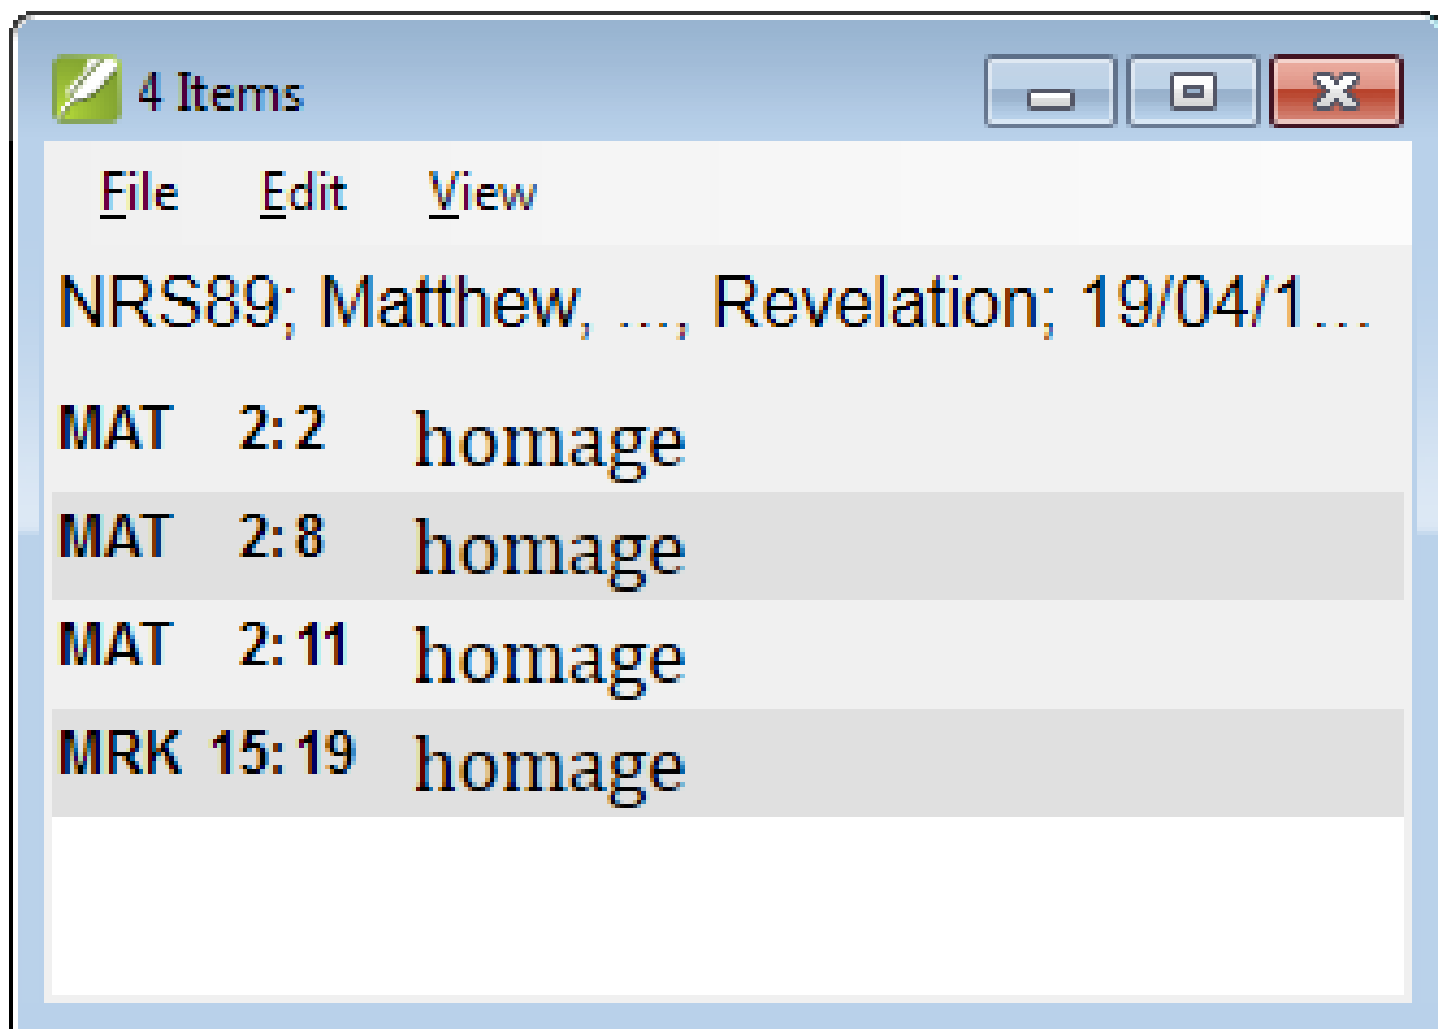 4 Items
File Edit View
NRS89; Matthew, ..., Revelation; 19/04/1...
MAT 2:2 homage
MAT 2:8 homage
MAT 2:11 homage
MRK 15:19 homage